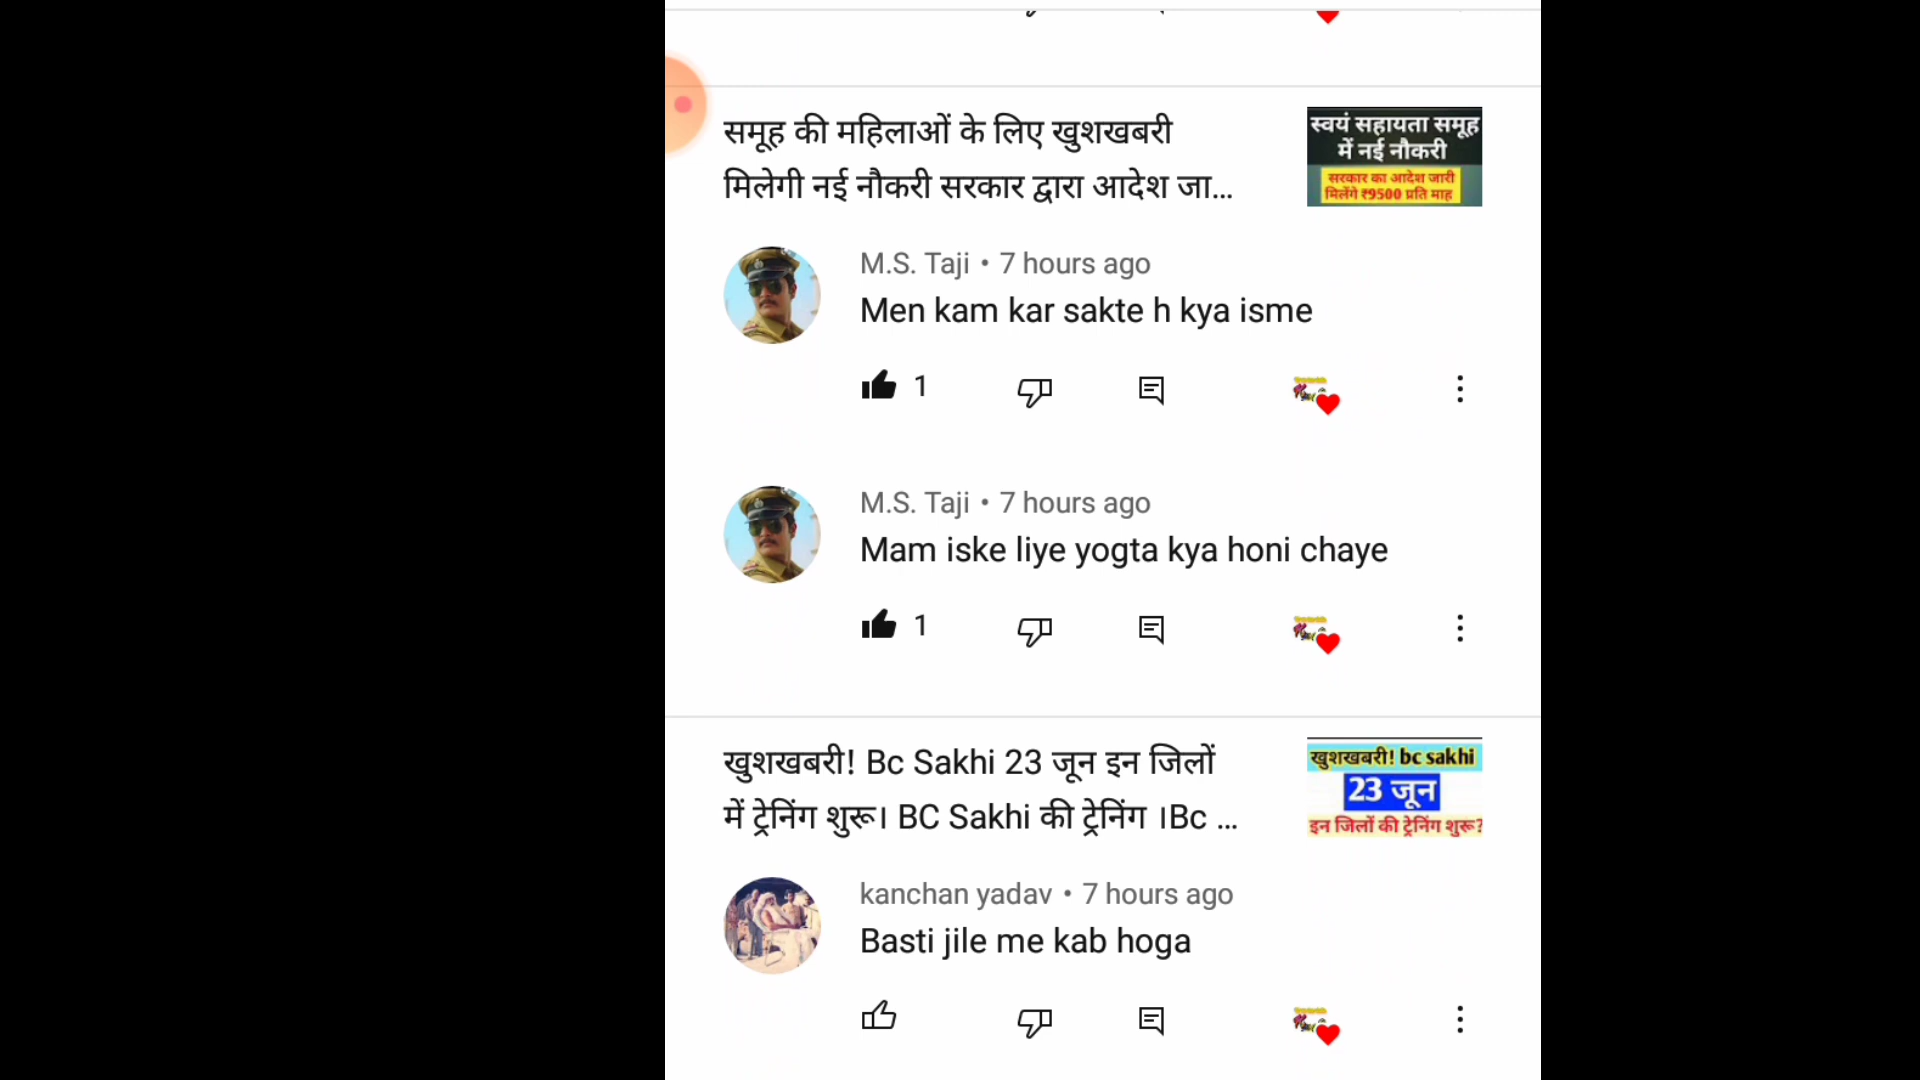 समूह की महिलाओं के लिए खुशखबरी
मिलेगी नई नौकरी सरकार द्वारा आदेश जा...
स्वयं सहायता समूह
में नई नौकरी
सरकार का आदेश जारी
मिलेंगे ₹9500 प्रति माह
M.S. Taji • 7 hours ago
Men kam kar sakte h kya isme
1
M.S. Taji • 7 hours ago
Mam iske liye yogta kya honi chaye
1
खुशखबरी! Bc Sakhi 23 जून इन जिलों
में ट्रेनिंग शुरू। BC Sakhi की ट्रेनिंग ।Bc ...
खुशखबरी! bc sakhi
23 जून
इन जिलों की ट्रेनिंग शुरू?
kanchan yadav • 7 hours ago
Basti jile me kab hoga